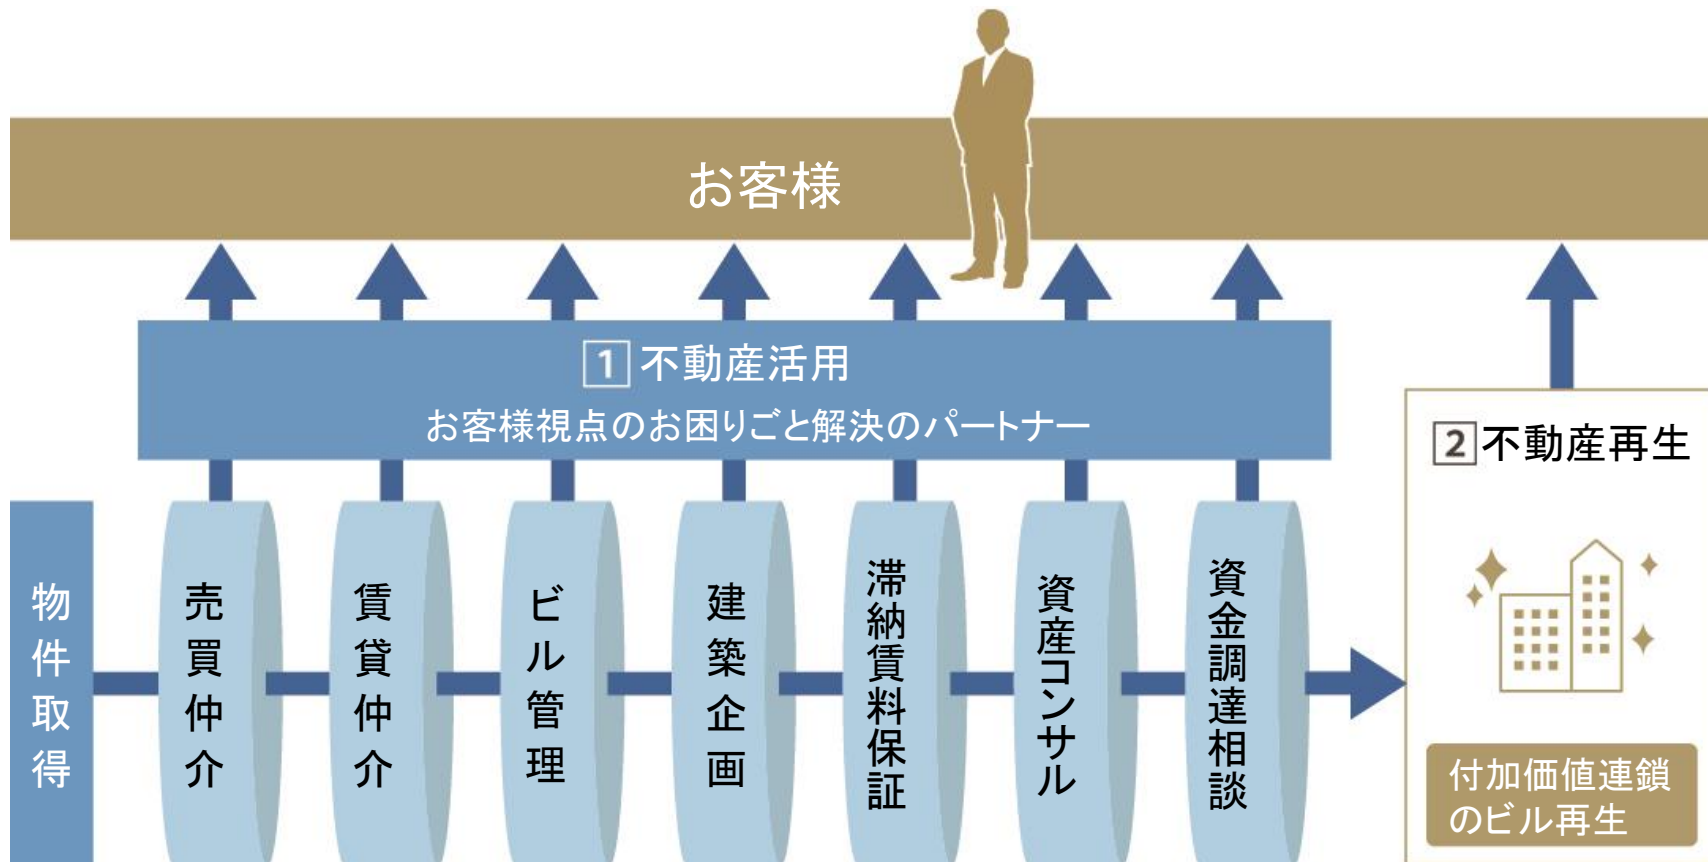 お客様
1 不動産活用
お客様視点のお困りごと解決のパートナー
2 不動産再生
物件取得
売買仲介
賃貸仲介
ビル管理
建築企画
滞納賃料保証
資産コンサル
資金調達相談
付加価値連鎖
のビル再生